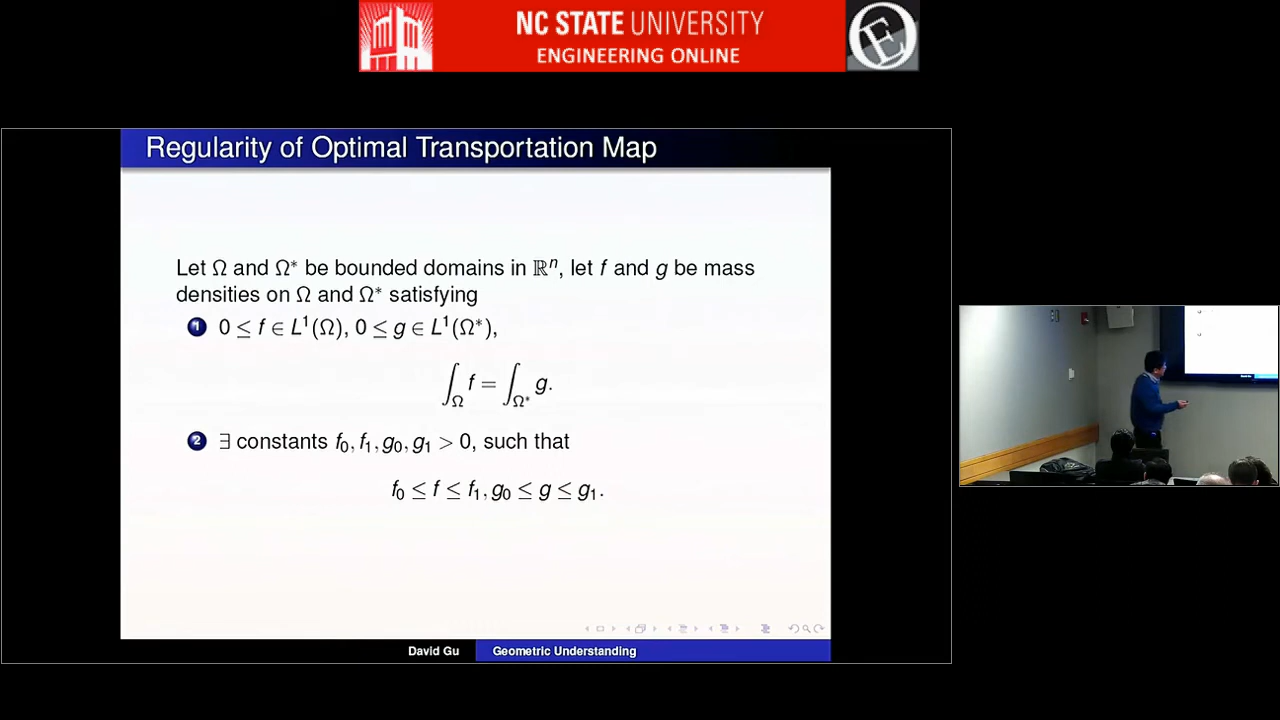 NC STATE UNIVERSITY
ENGINEERING ONLINE
E
Regularity of Optimal Transportation Map
Let Ω and Ω* be bounded domains in ℝⁿ, let f and g be mass
densities on Ω and Ω* satisfying
1 0 ≤ f ∈ L¹(Ω), 0 ≤ g ∈ L¹(Ω*),
∫_Ω f = ∫_Ω* g.
2 ∃ constants f₀, f₁, g₀, g₁ > 0, such that
f₀ ≤ f ≤ f₁, g₀ ≤ g ≤ g₁.
David Gu Geometric Understanding